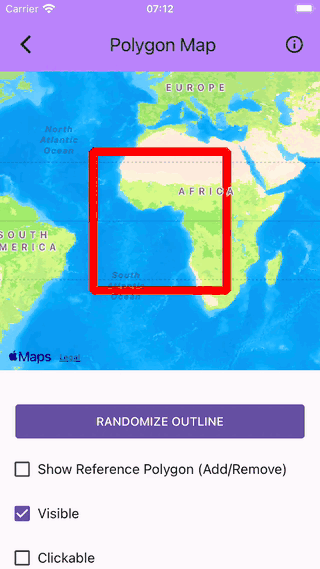 Carrier 07:12
Polygon Map
EUROPE
North
Atlantic
Ocean
AFRICA
SOUTH
MERICA
South
Atlantic
Ocean
Maps Legal
RANDOMIZE OUTLINE
Show Reference Polygon (Add/Remove)
Visible
Clickable